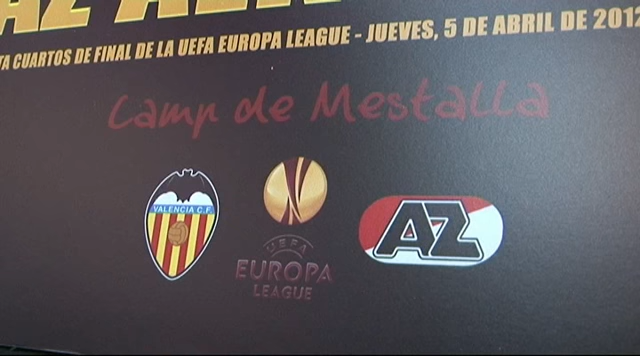 AZ
TA CUARTOS DE FINAL DE LA UEFA EUROPA LEAGUE - JUEVES, 5 DE ABRIL DE 2012
Camp de Mestalla
VALENCIA C.F
UEFA
EUROPA
LEAGUE
AZ